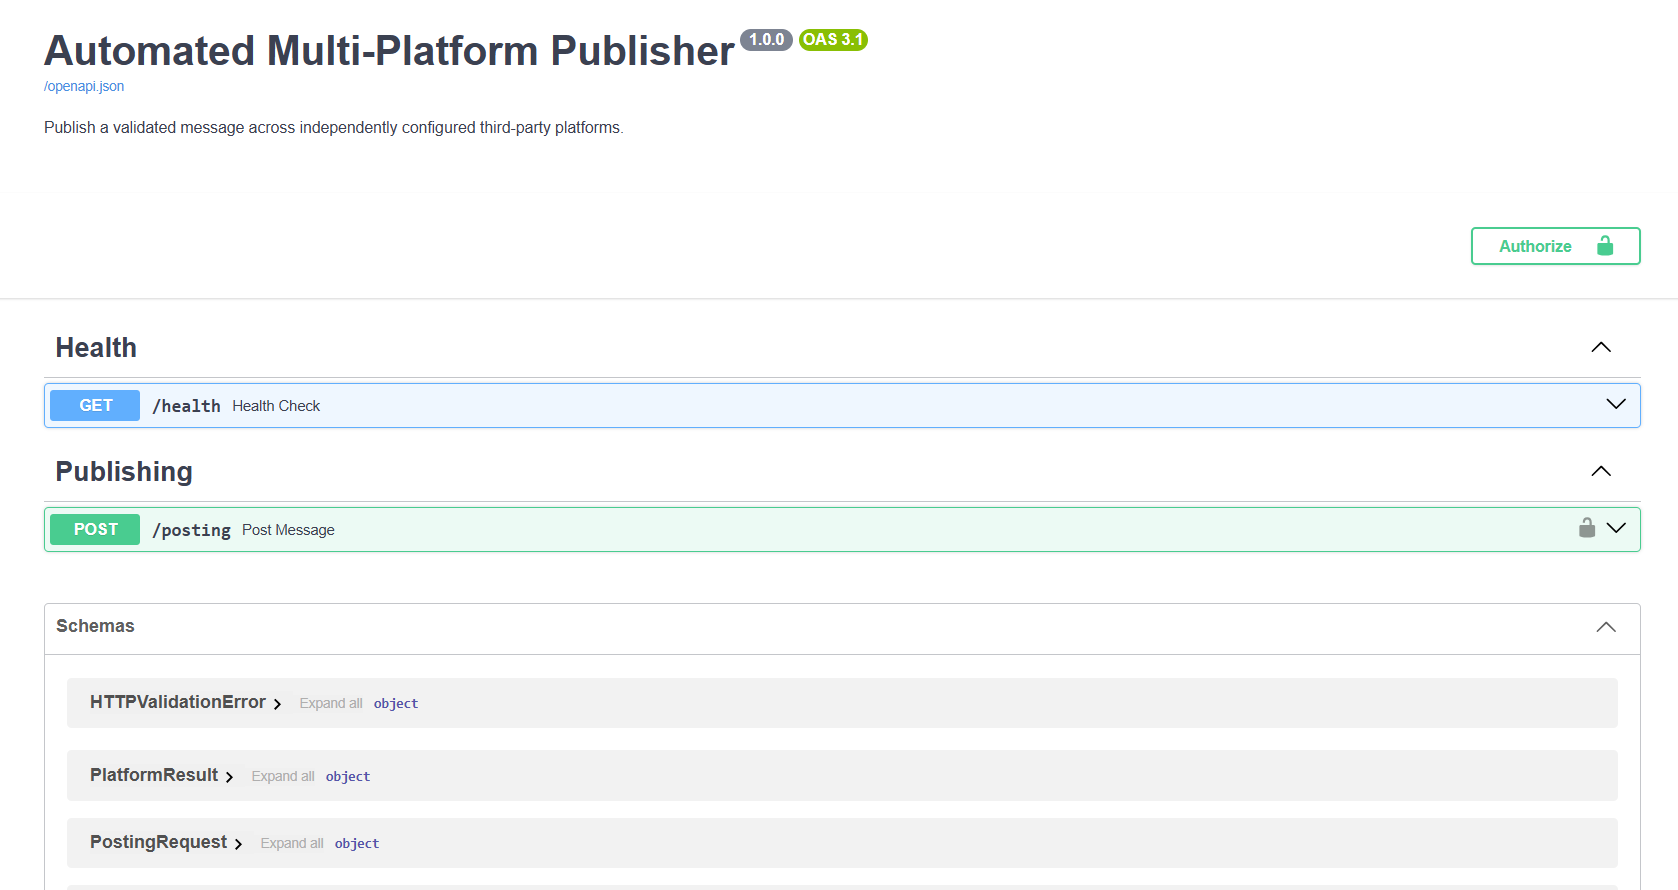 Automated Multi-Platform Publisher 1.0.0 OAS 3.1
/openapi.json
Publish a validated message across independently configured third-party platforms.
Authorize
Health
GET /health Health Check
Publishing
POST /posting Post Message
Schemas
HTTPValidationError Expand all object
PlatformResult Expand all object
PostingRequest Expand all object